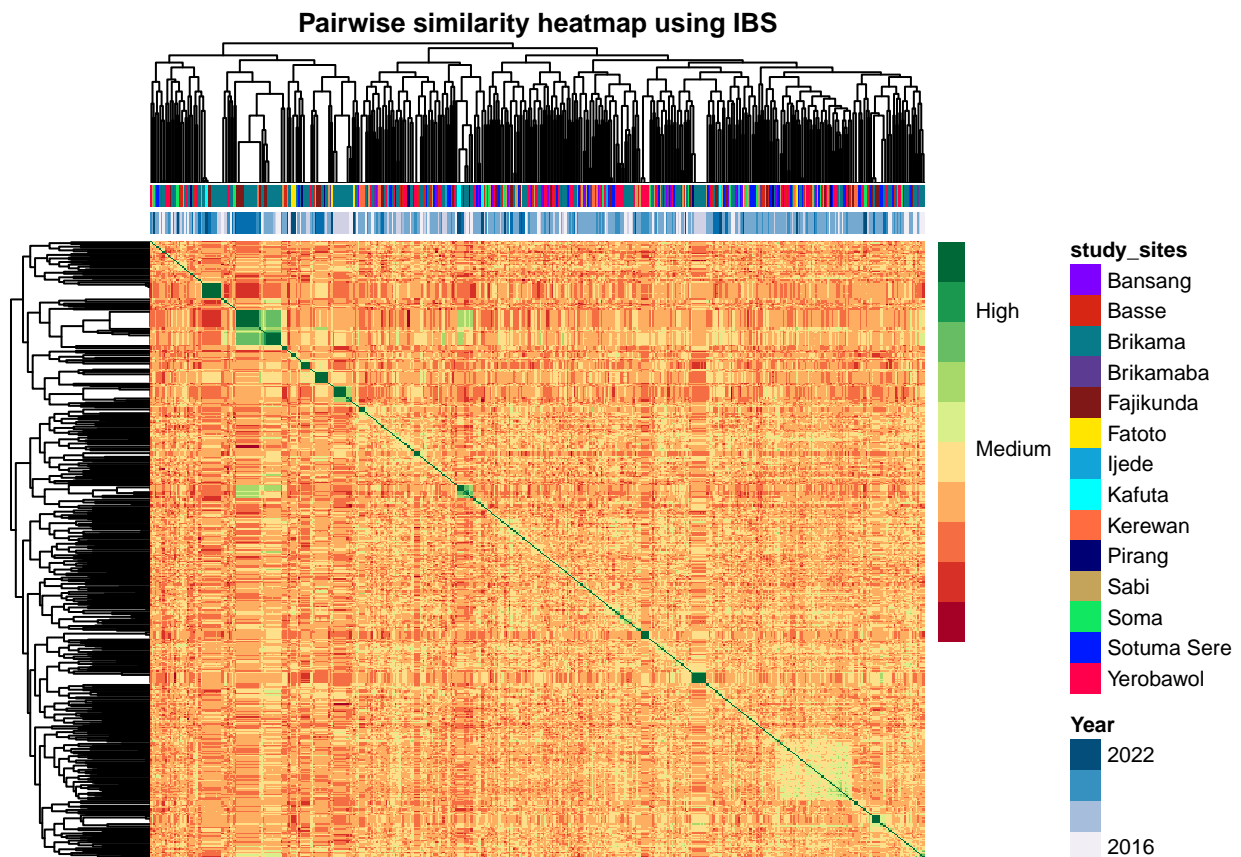 Pairwise similarity heatmap using IBS
High
Medium
study_sites
Bansang
Basse
Brikama
Brikamaba
Fajikunda
Fatoto
Ijede
Kafuta
Kerewan
Pirang
Sabi
Soma
Sotuma Sere
Yerobawol
Year
2022
2016